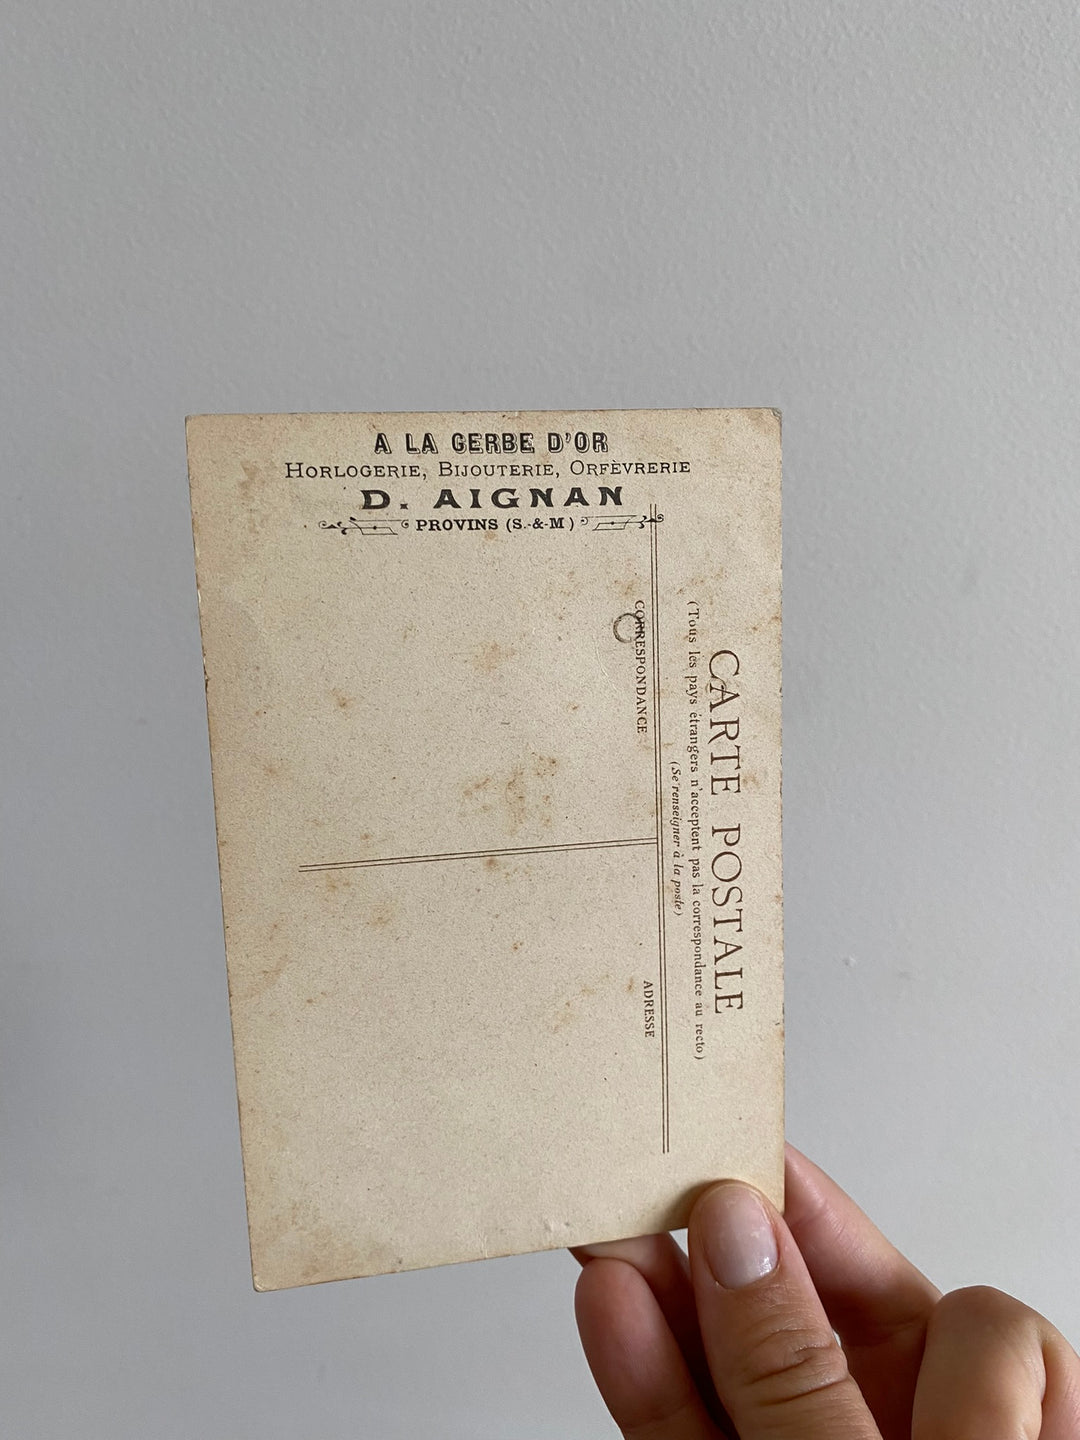 A LA GERBE D'OR
HORLOGERIE, BIJOUTERIE, ORFÈVRERIE
D. AIGNAN
PROVINS (S.-&-M)
CARTE POSTALE
(Tous les pays étrangers n'acceptent pas la correspondance au recto)
(Se renseigner à la poste)
CORRESPONDANCE
ADRESSE